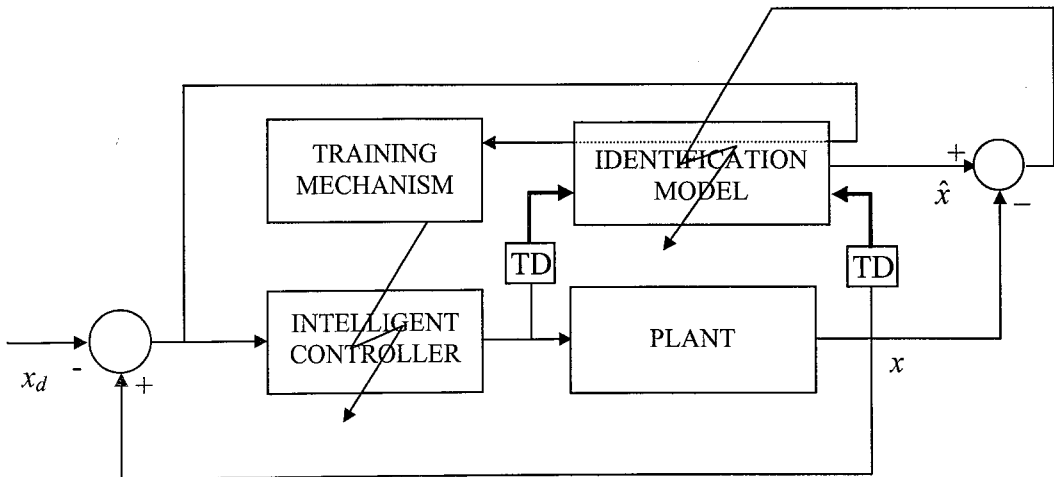 TRAINING
MECHANISM
IDENTIFICATION
MODEL
+
x̂
−
TD
TD
INTELLIGENT
CONTROLLER
PLANT
x_d
-
+
x